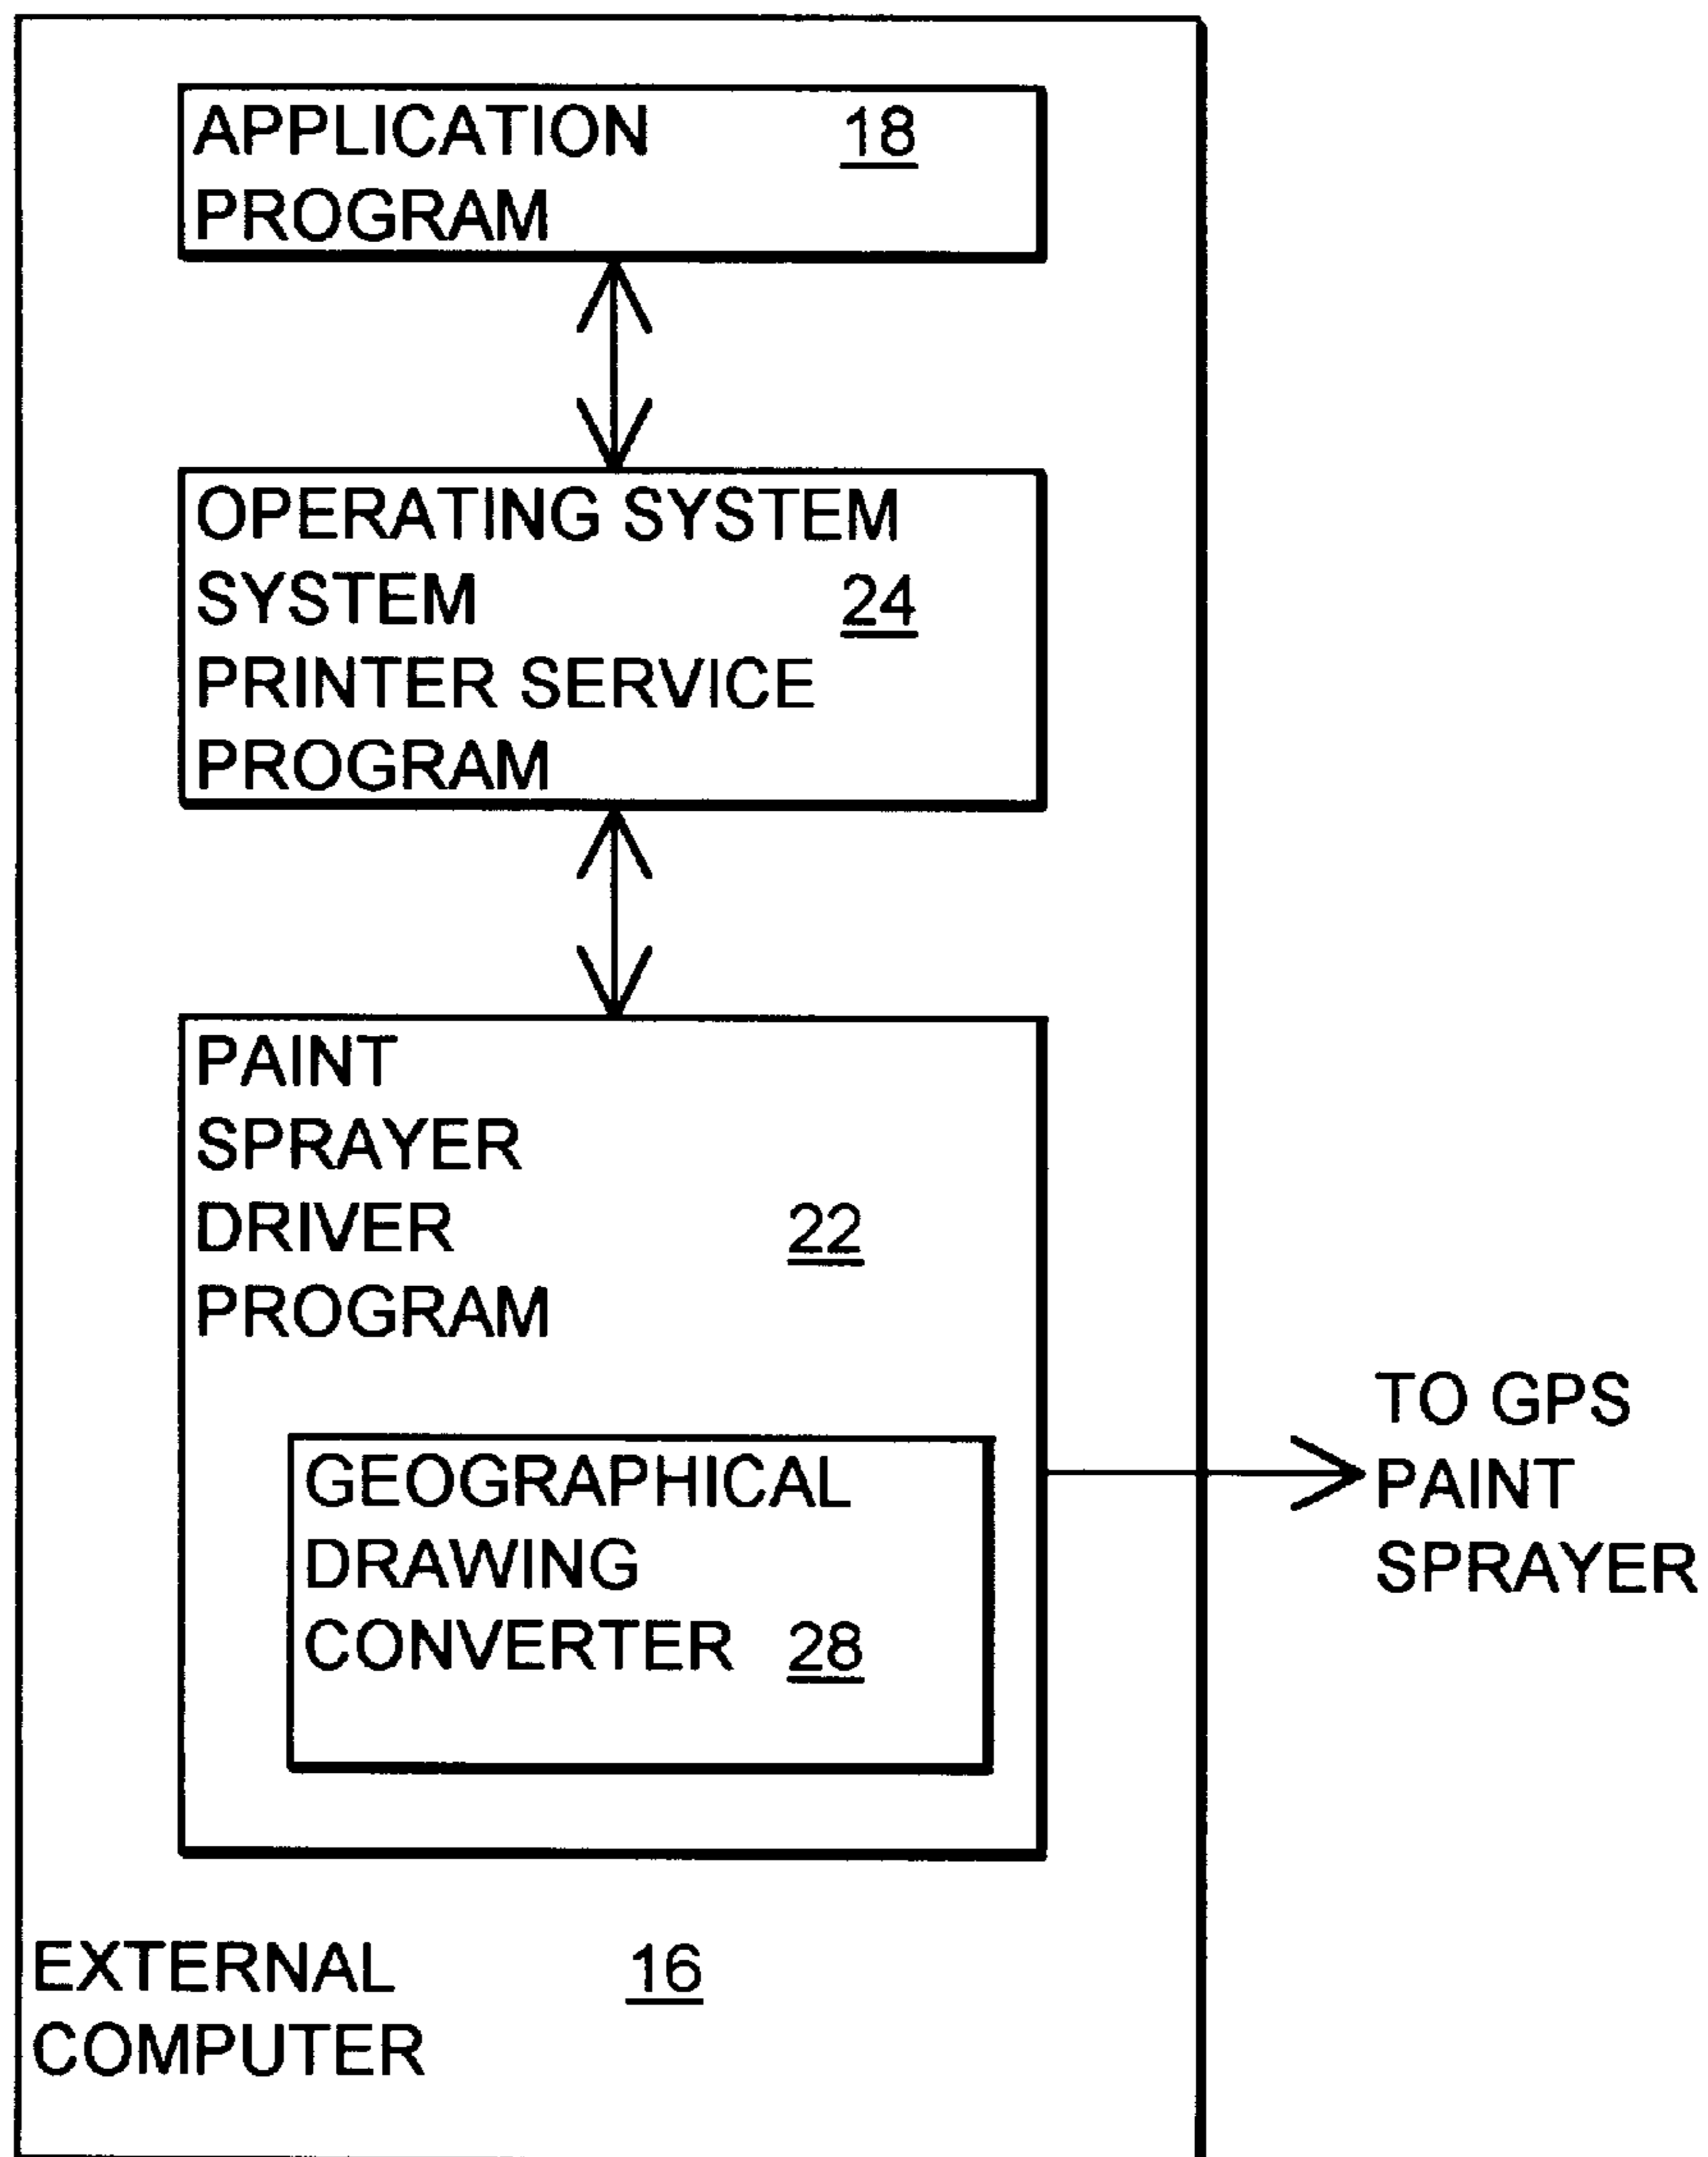 APPLICATION 18
PROGRAM
OPERATING SYSTEM
SYSTEM 24
PRINTER SERVICE
PROGRAM
PAINT
SPRAYER
DRIVER 22
PROGRAM
GEOGRAPHICAL
DRAWING
CONVERTER 28
TO GPS
PAINT
SPRAYER
EXTERNAL 16
COMPUTER